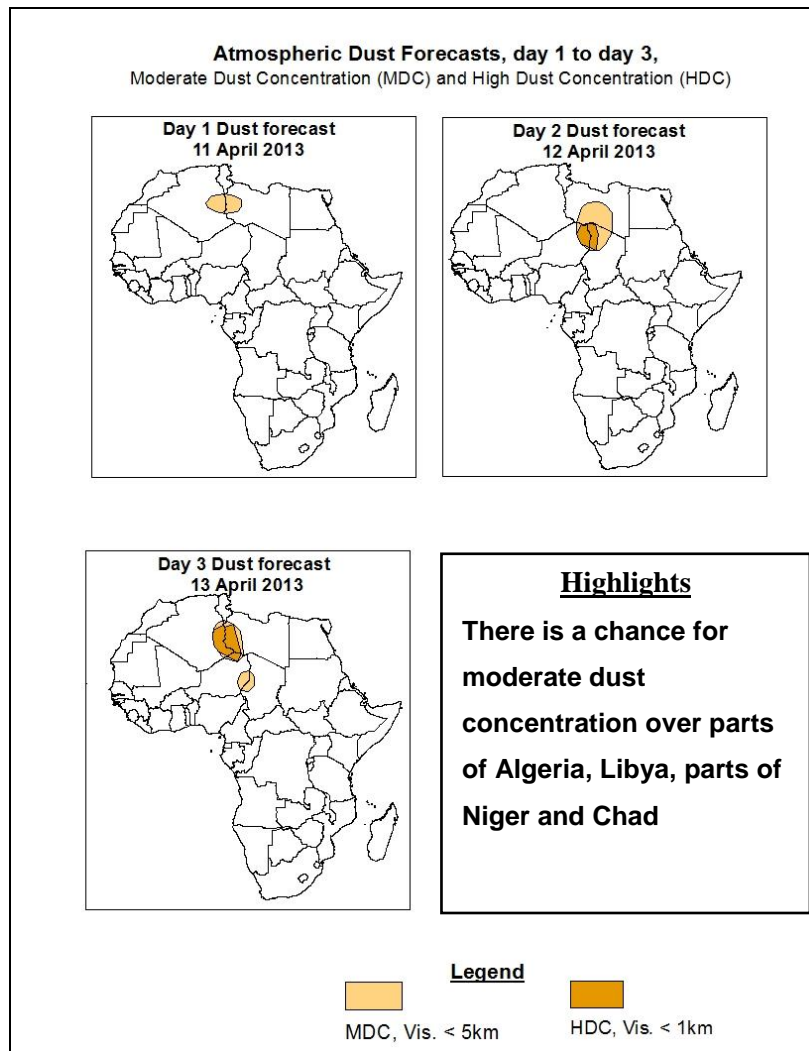 Atmospheric Dust Forecasts, day 1 to day 3,
Moderate Dust Concentration (MDC) and High Dust Concentration (HDC)
Day 1 Dust forecast
11 April 2013
Day 2 Dust forecast
12 April 2013
Day 3 Dust forecast
13 April 2013
Highlights
There is a chance for
moderate dust
concentration over parts
of Algeria, Libya, parts of
Niger and Chad
Legend
MDC, Vis. < 5km
HDC, Vis. < 1km